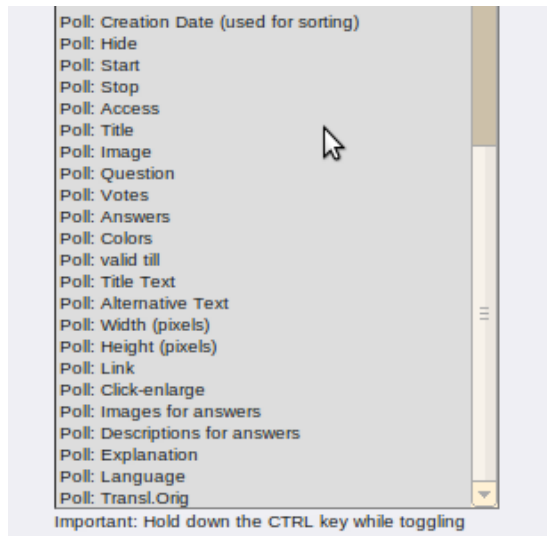 Poll: Creation Date (used for sorting)
Poll: Hide
Poll: Start
Poll: Stop
Poll: Access
Poll: Title
Poll: Image
Poll: Question
Poll: Votes
Poll: Answers
Poll: Colors
Poll: valid till
Poll: Title Text
Poll: Alternative Text
Poll: Width (pixels)
Poll: Height (pixels)
Poll: Link
Poll: Click-enlarge
Poll: Images for answers
Poll: Descriptions for answers
Poll: Explanation
Poll: Language
Poll: Transl.Orig
Important: Hold down the CTRL key while toggling